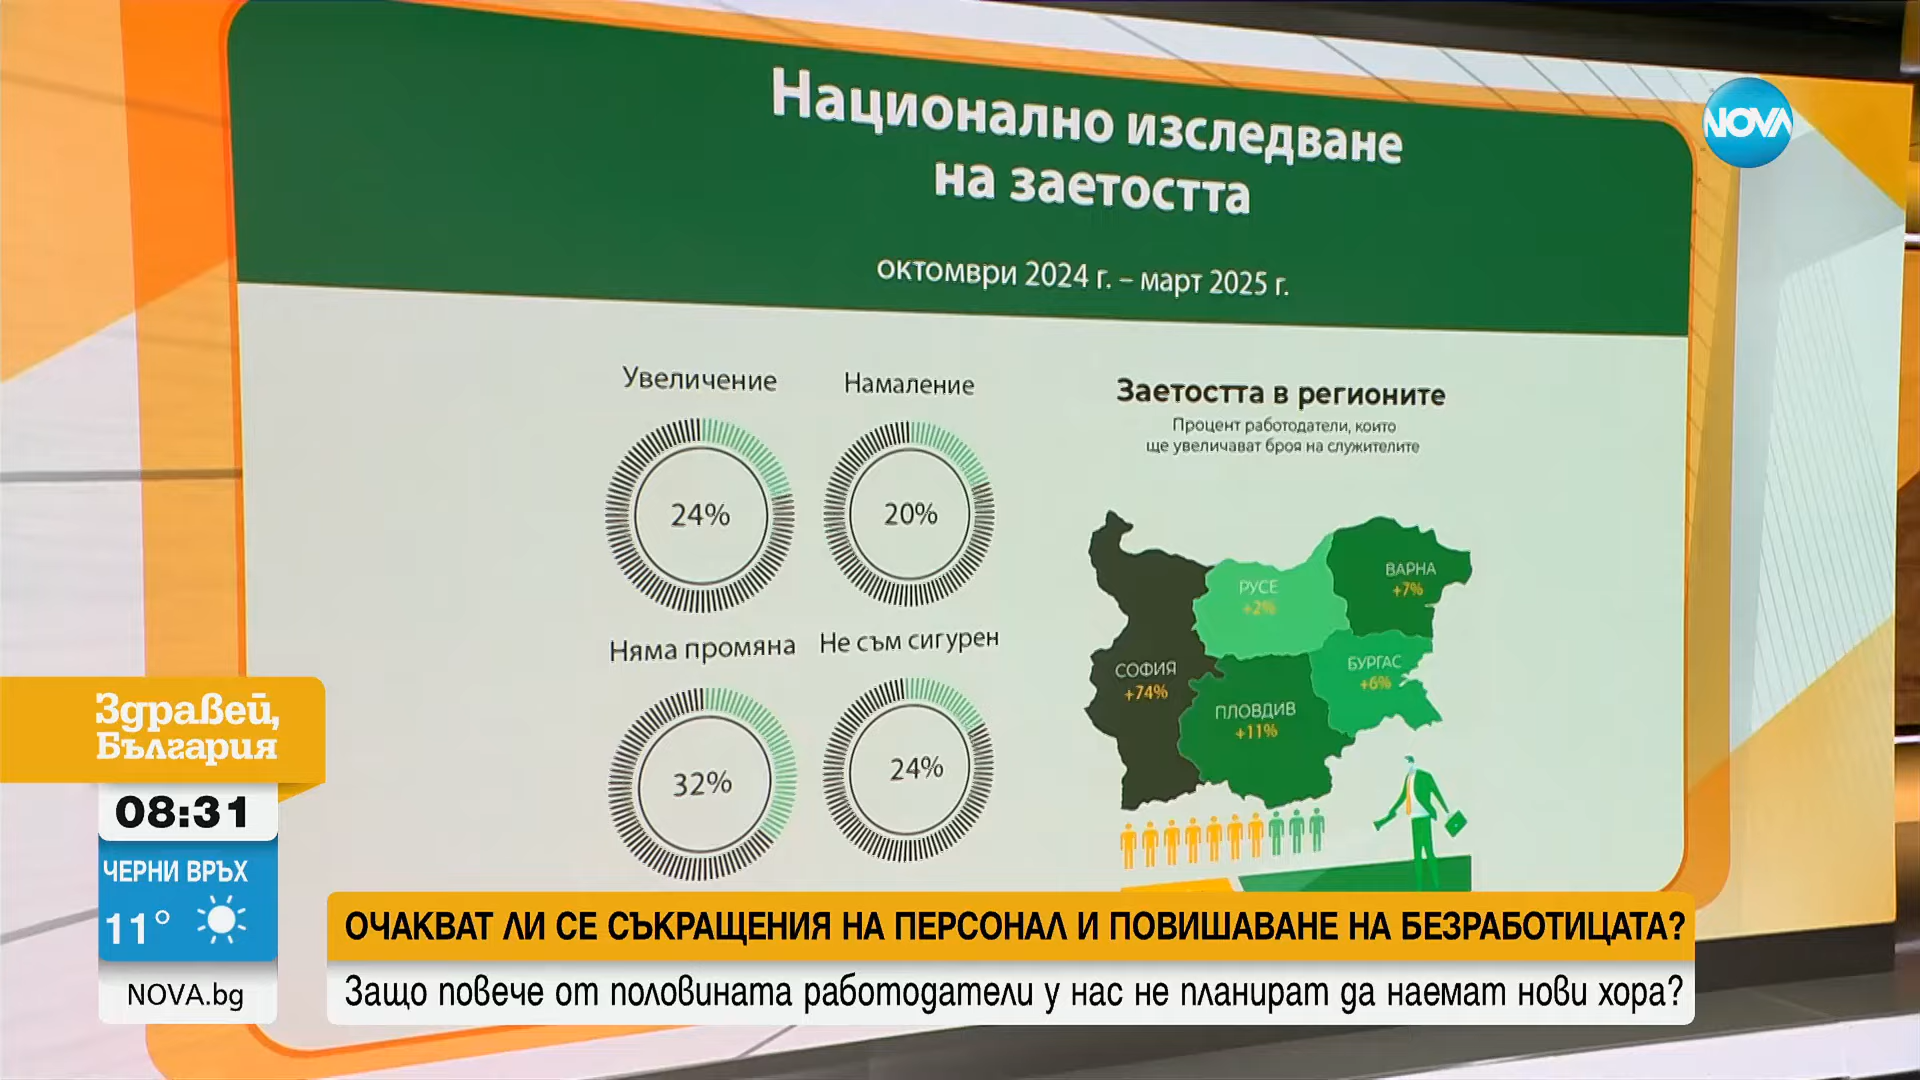 Национално изследване
на заетостта
октомври 2024 г. – март 2025 г.
NOVA
Увеличение
24%
Намаление
20%
Няма промяна
32%
Не съм сигурен
24%
Заетостта в регионите
Процент работодатели, които
ще увеличават броя на служителите
РУСЕ
+2%
ВАРНА
+7%
СОФИЯ
+74%
БУРГАС
+6%
ПЛОВДИВ
+11%
Здравей,
България
08:31
ЧЕРНИ ВРЪХ
11°
NOVA.bg
ОЧАКВАТ ЛИ СЕ СЪКРАЩЕНИЯ НА ПЕРСОНАЛ И ПОВИШАВАНЕ НА БЕЗРАБОТИЦАТА?
Защо повече от половината работодатели у нас не планират да наемат нови хора?